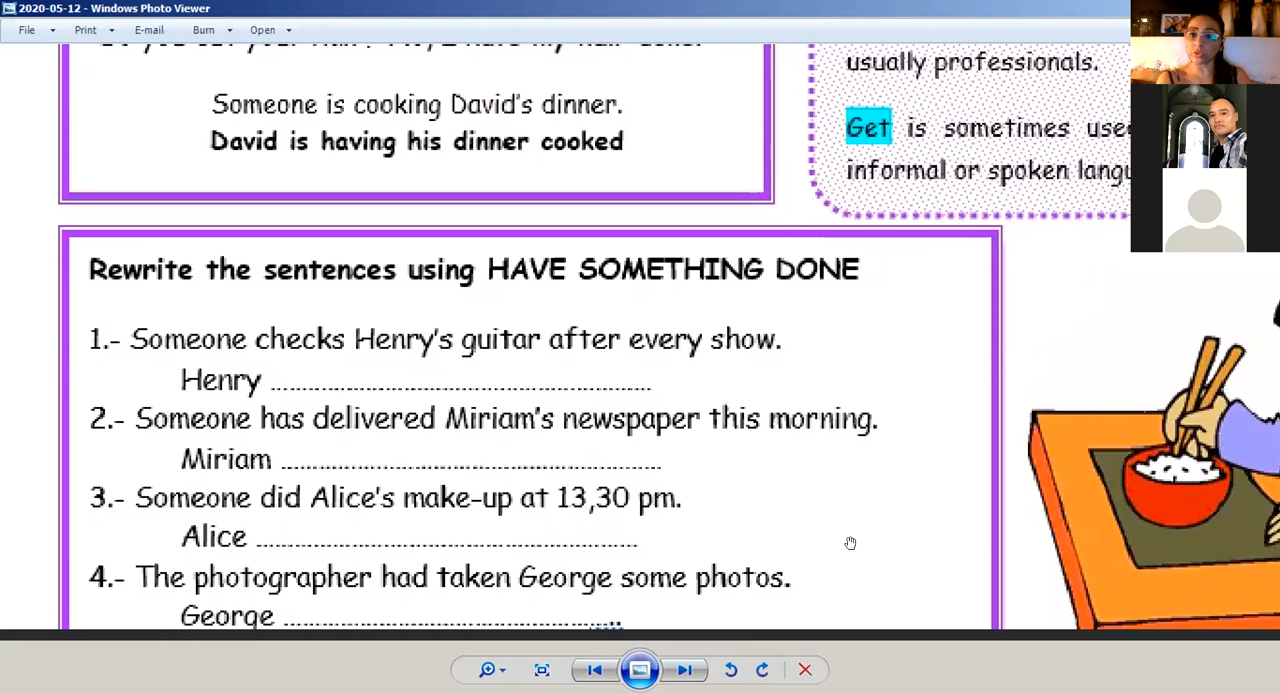 2020-05-12 - Windows Photo Viewer
File Print E-mail Burn Open
usually professionals.
Someone is cooking David's dinner.
David is having his dinner cooked
Get is sometimes
informal or spoken
Rewrite the sentences using HAVE SOMETHING DONE
1.- Someone checks Henry's guitar after every show.
Henry ............................................................
2.- Someone has delivered Miriam's newspaper this morning.
Miriam ............................................................
3.- Someone did Alice's make-up at 13,30 pm.
Alice ............................................................
4.- The photographer had taken George some photos.
George ......................................................